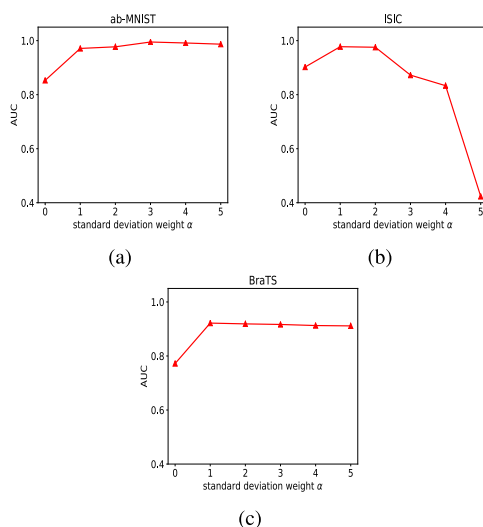 ab-MNIST
1.0
0.8
0.6
0.4
AUC
0 1 2 3 4 5
standard deviation weight α
(a)
ISIC
1.0
0.8
0.6
0.4
AUC
0 1 2 3 4 5
standard deviation weight α
(b)
BraTS
1.0
0.8
0.6
0.4
AUC
0 1 2 3 4 5
standard deviation weight α
(c)